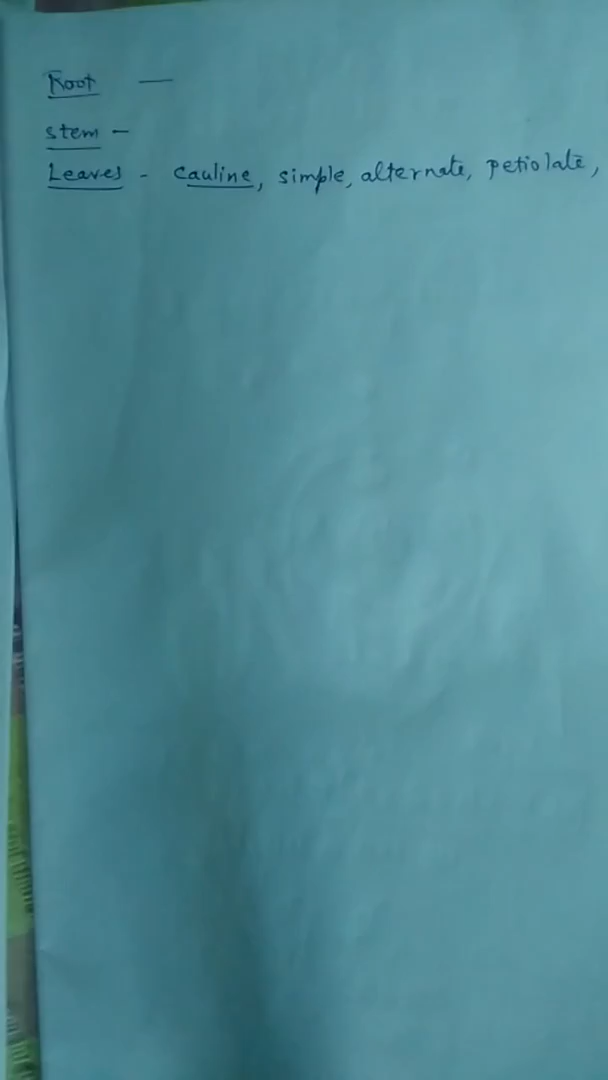 Root —
stem -
Leaves - cauline, simple, alternate, petiolate,